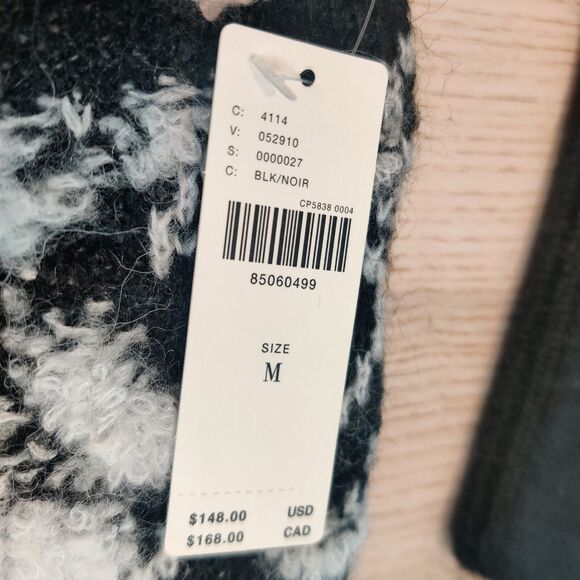 C: 4114
V: 052910
S: 0000027
C: BLK/NOIR
CP5838 0004
85060499
SIZE
M
$148.00 USD
$168.00 CAD